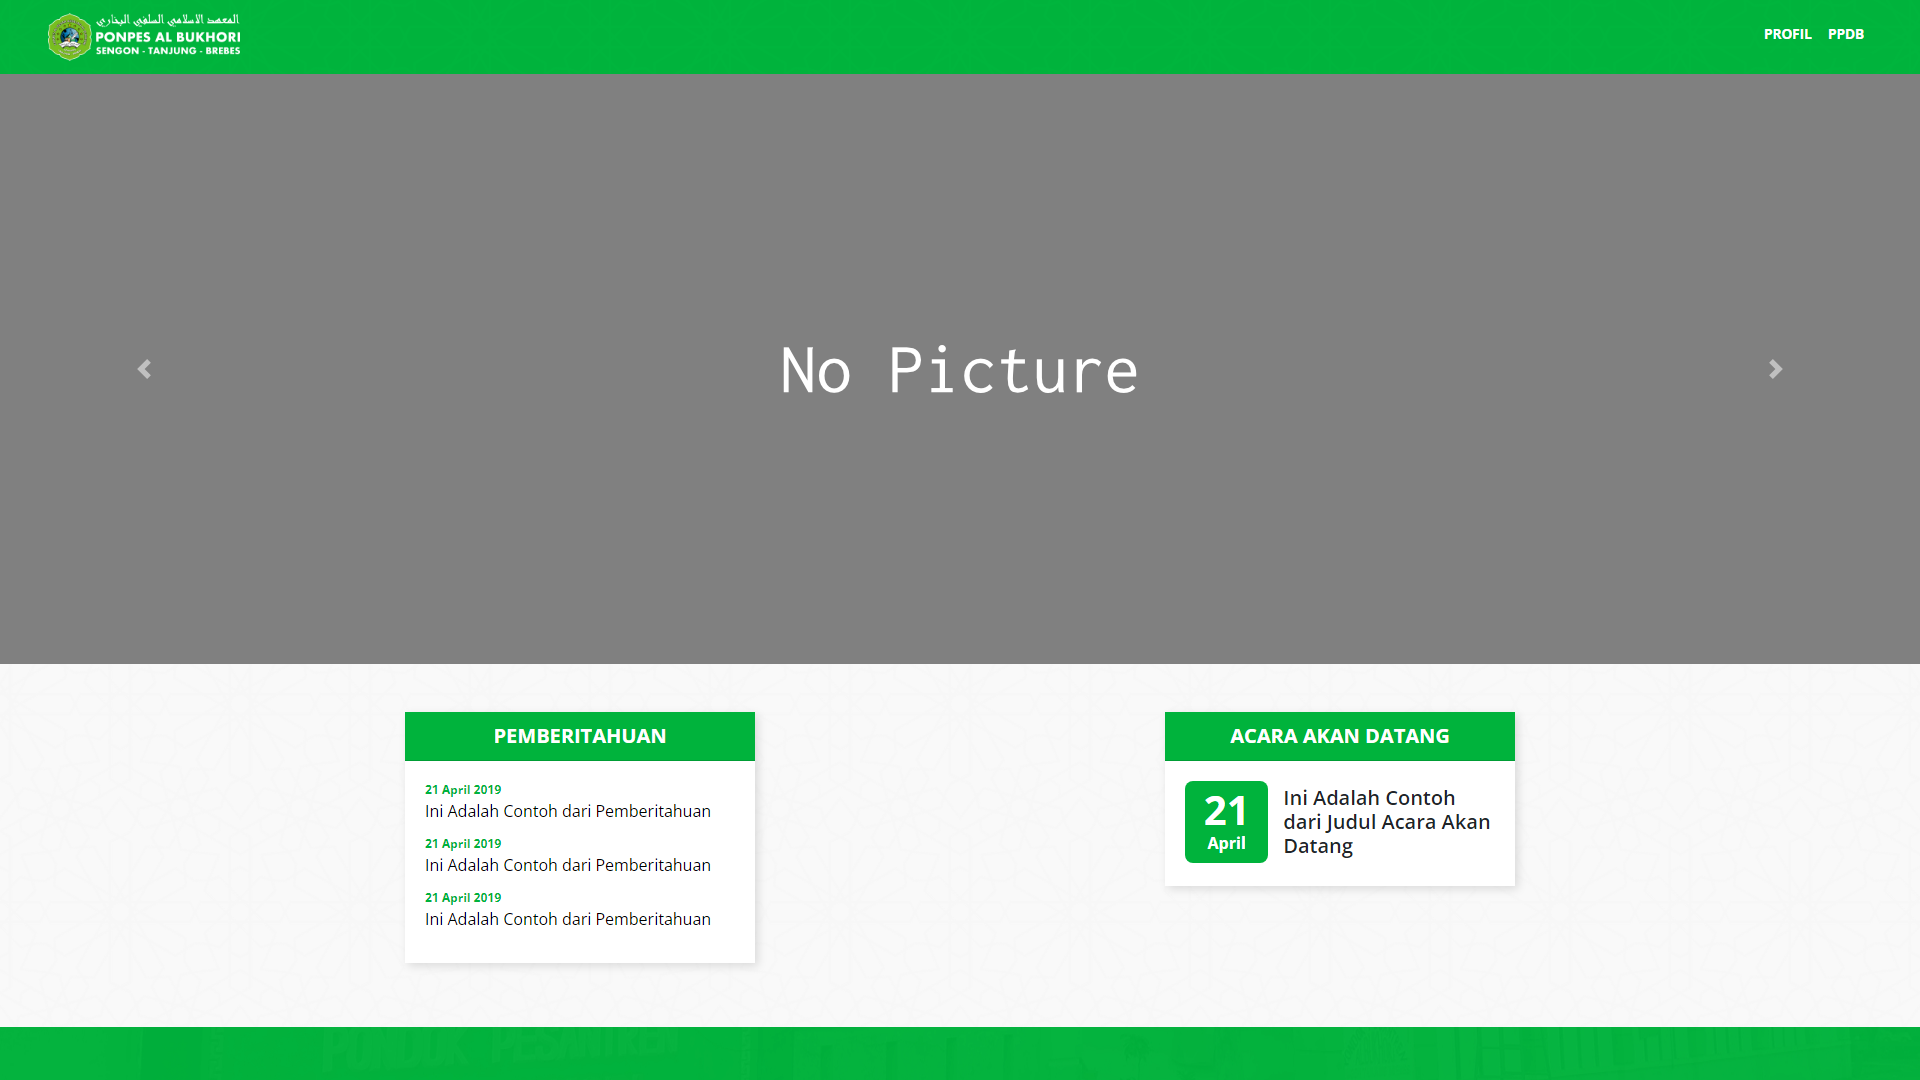 المعهد الاسلامي السلفي البخاري
PONPES AL BUKHORI
SENGON - TANJUNG - BREBES
PROFIL PPDB
No Picture
PEMBERITAHUAN
21 April 2019
Ini Adalah Contoh dari Pemberitahuan
21 April 2019
Ini Adalah Contoh dari Pemberitahuan
21 April 2019
Ini Adalah Contoh dari Pemberitahuan
ACARA AKAN DATANG
21
April
Ini Adalah Contoh
dari Judul Acara Akan
Datang
PONDOK PESANTREN